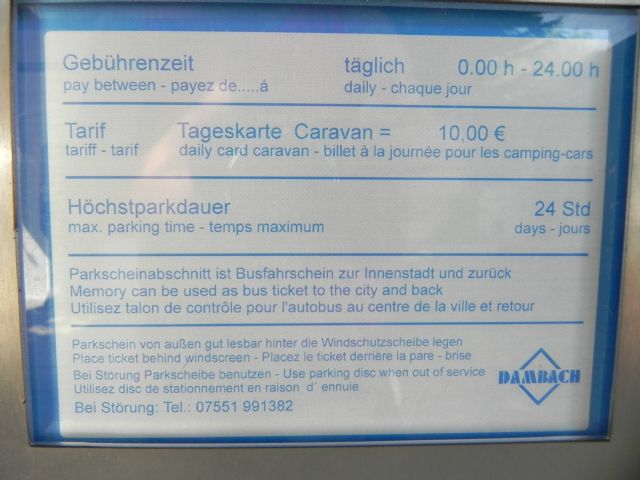 Gebührenzeit täglich 0.00 h - 24.00 h
pay between - payez de.....á daily - chaque jour
Tarif Tageskarte Caravan = 10,00 €
tariff - tarif daily card caravan - billet à la journée pour les camping-cars
Höchstparkdauer 24 Std
max. parking time - temps maximum days - jours
Parkscheinabschnitt ist Busfahrschein zur Innenstadt und zurück
Memory can be used as bus ticket to the city and back
Utilisez talon de contrôle pour l'autobus au centre de la ville et retour
Parkschein von außen gut lesbar hinter die Windschutzscheibe legen
Place ticket behind windscreen - Placez le ticket derriére la pare - brise
Bei Störung Parkscheibe benutzen - Use parking disc when out of service
Utilisez disc de stationnement en raison d´ ennuie
DAMBACH
Bei Störung: Tel.: 07551 991382